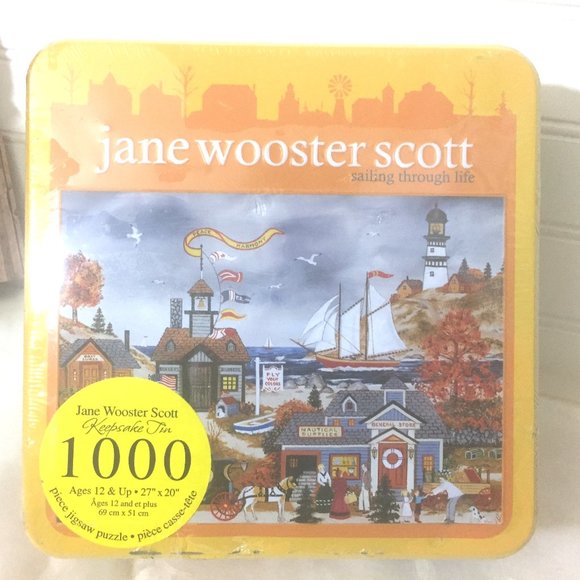 jane wooster scott
sailing through life
PEACE HARMONY
FLY
YOUR
COLORS
NAUTICAL
SUPPLIES
GENERAL STORE
Jane Wooster Scott
Keepsake Tin
1000
Ages 12 & Up • 27" x 20"
Âges 12 and et plus
69 cm x 51 cm
piece jigsaw puzzle • pièce casse-tête